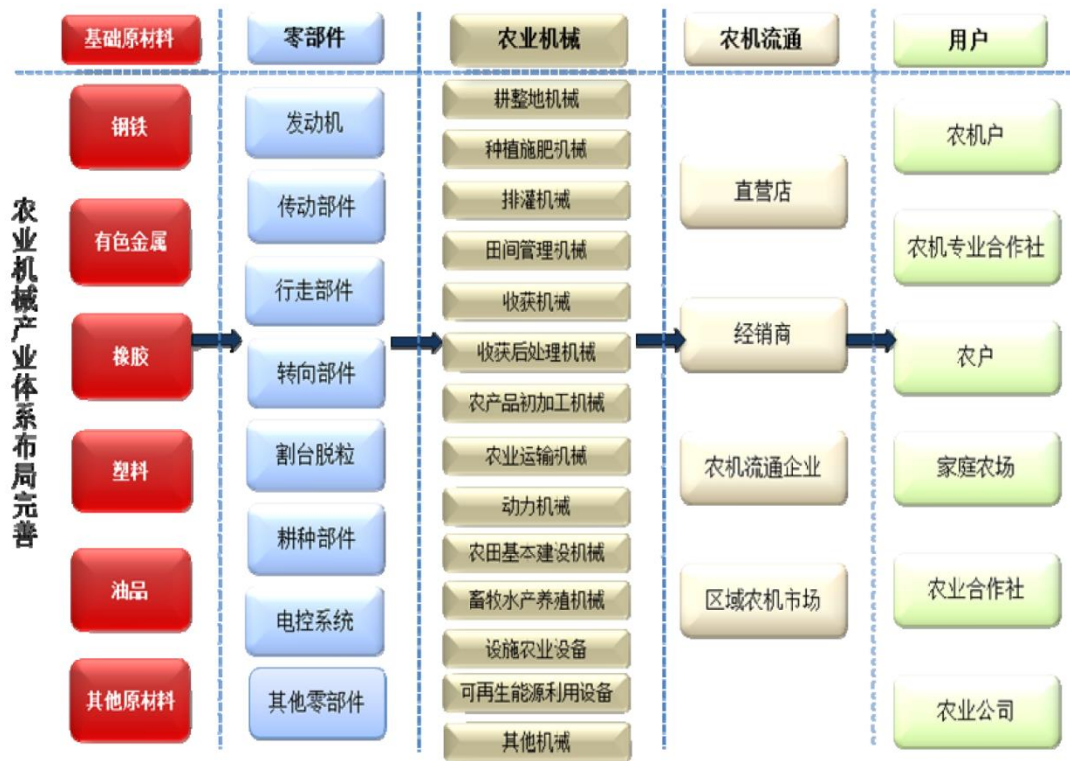 基础原材料
零部件
农业机械
农机流通
用户
农业机械产业体系布局完善
钢铁
有色金属
橡胶
塑料
油品
其他原材料
发动机
传动部件
行走部件
转向部件
割台脱粒
耕种部件
电控系统
其他零部件
耕整地机械
种植施肥机械
排灌机械
田间管理机械
收获机械
收获后处理机械
农产品初加工机械
农业运输机械
动力机械
农田基本建设机械
畜牧水产养殖机械
设施农业设备
可再生能源利用设备
其他机械
直营店
经销商
农机流通企业
区域农机市场
农机户
农机专业合作社
农户
家庭农场
农业合作社
农业公司